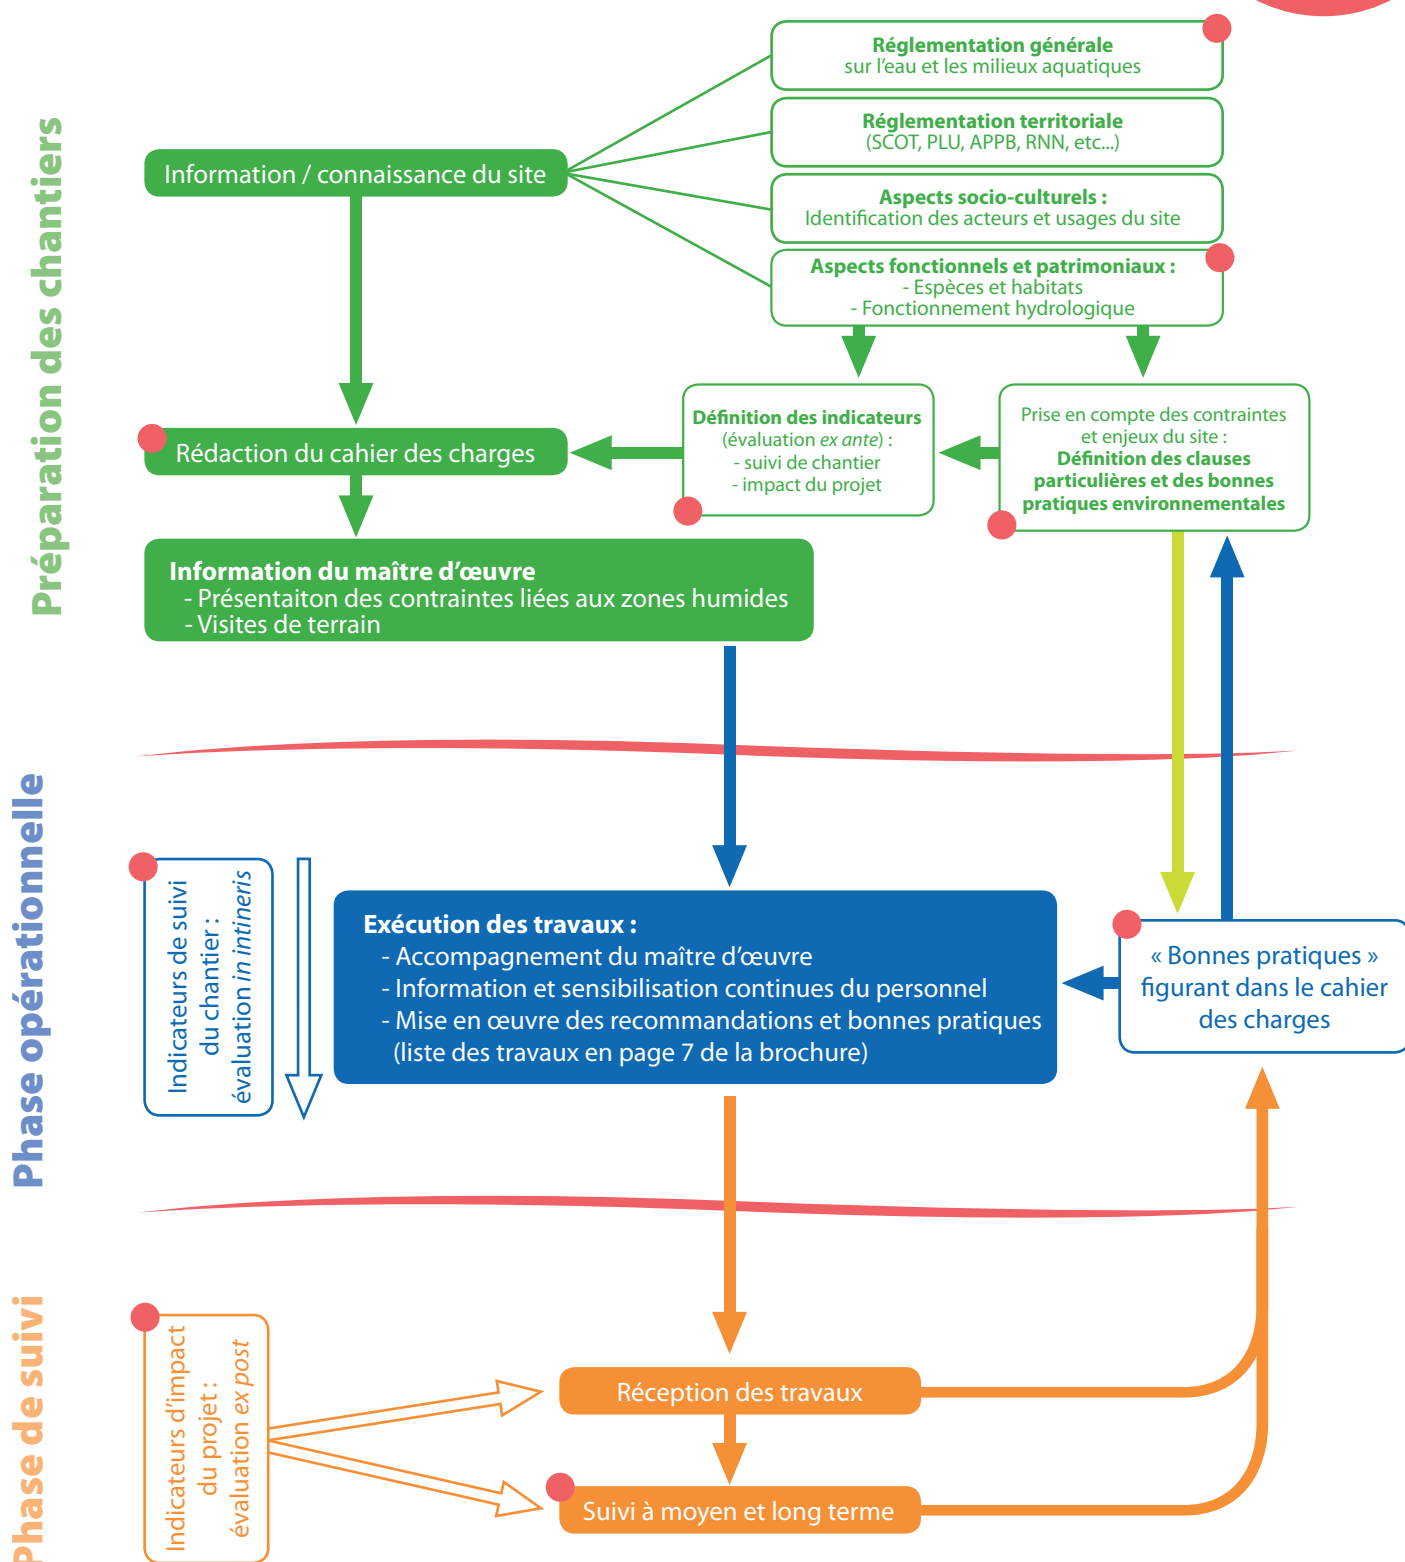 Préparation des chantiers
Réglementation générale
sur l'eau et les milieux aquatiques
Réglementation territoriale
(SCOT, PLU, APPB, RNN, etc...)
Information / connaissance du site
Aspects socio-culturels :
Identification des acteurs et usages du site
Aspects fonctionnels et patrimoniaux :
- Espèces et habitats
- Fonctionnement hydrologique
Rédaction du cahier des charges
Définition des indicateurs
(évaluation ex ante) :
- suivi de chantier
- impact du projet
Prise en compte des contraintes
et enjeux du site :
Définition des clauses
particulières et des bonnes
pratiques environnementales
Information du maître d'œuvre
- Présentaiton des contraintes liées aux zones humides
- Visites de terrain
Phase opérationnelle
Indicateurs de suivi
du chantier :
évaluation in intineris
Exécution des travaux :
- Accompagnement du maître d'œuvre
- Information et sensibilisation continues du personnel
- Mise en œuvre des recommandations et bonnes pratiques
(liste des travaux en page 7 de la brochure)
« Bonnes pratiques »
figurant dans le cahier
des charges
Phase de suivi
Indicateurs d'impact
du projet :
évaluation ex post
Réception des travaux
Suivi à moyen et long terme